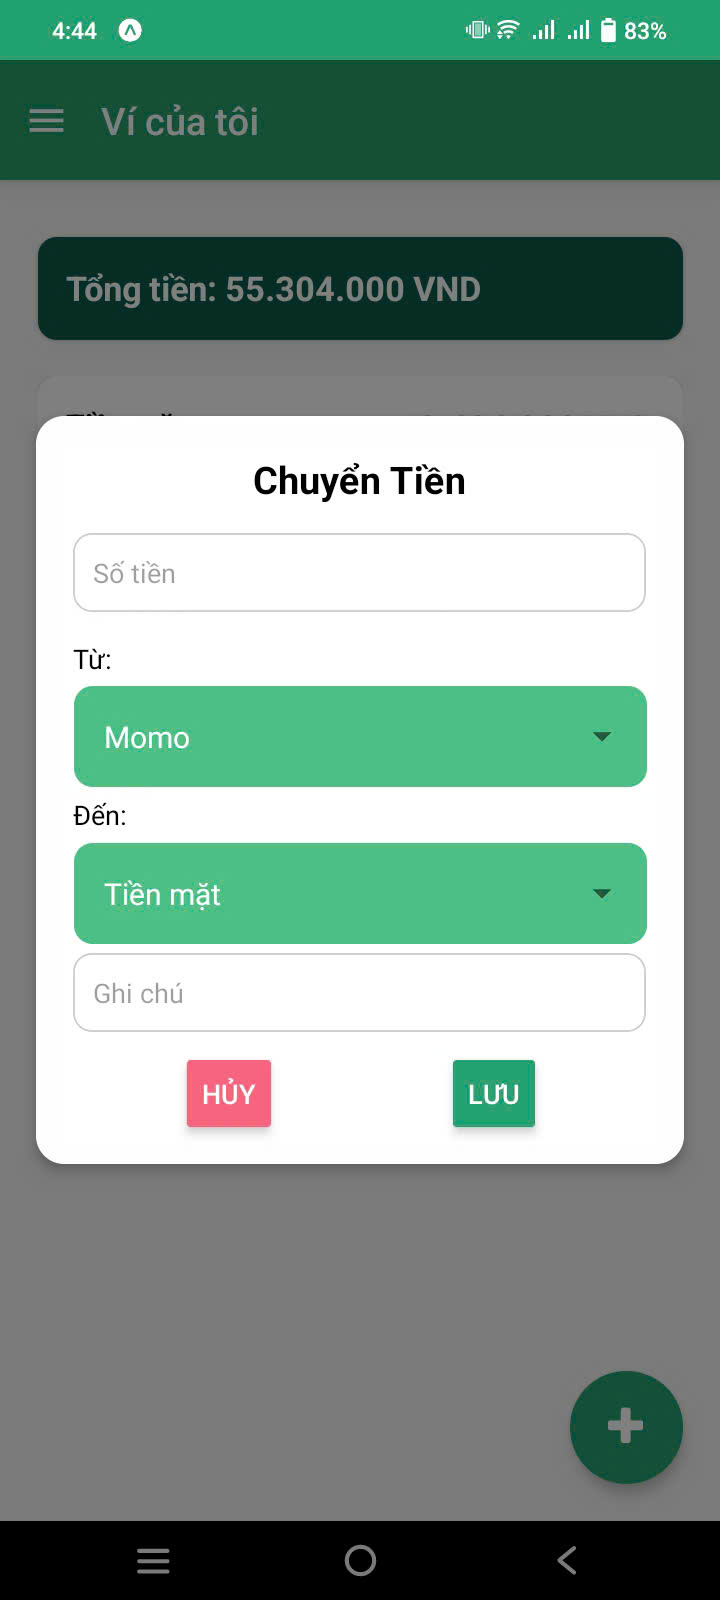 4:44 83%
Ví của tôi
Tổng tiền: 55.304.000 VND
Chuyển Tiền
Số tiền
Từ:
Momo
Đến:
Tiền mặt
Ghi chú
HỦY LƯU